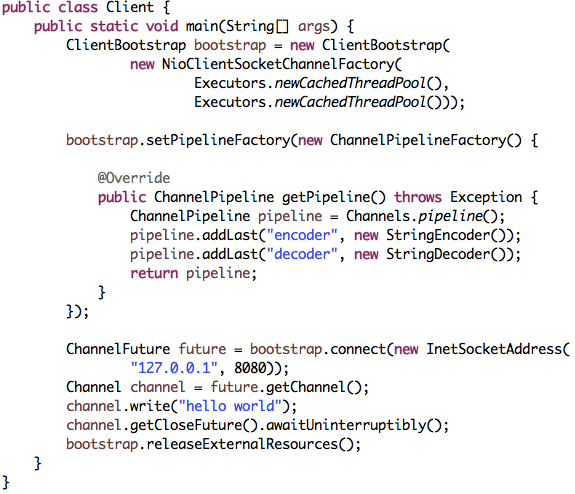 public class Client {
    public static void main(String[] args) {
        ClientBootstrap bootstrap = new ClientBootstrap(
                new NioClientSocketChannelFactory(
                        Executors.newCachedThreadPool(),
                        Executors.newCachedThreadPool()));
        bootstrap.setPipelineFactory(new ChannelPipelineFactory() {
            @Override
            public ChannelPipeline getPipeline() throws Exception {
                ChannelPipeline pipeline = Channels.pipeline();
                pipeline.addLast("encoder", new StringEncoder());
                pipeline.addLast("decoder", new StringDecoder());
                return pipeline;
            }
        });
        ChannelFuture future = bootstrap.connect(new InetSocketAddress(
                "127.0.0.1", 8080));
        Channel channel = future.getChannel();
        channel.write("hello world");
        channel.getCloseFuture().awaitUninterruptibly();
        bootstrap.releaseExternalResources();
    }
}